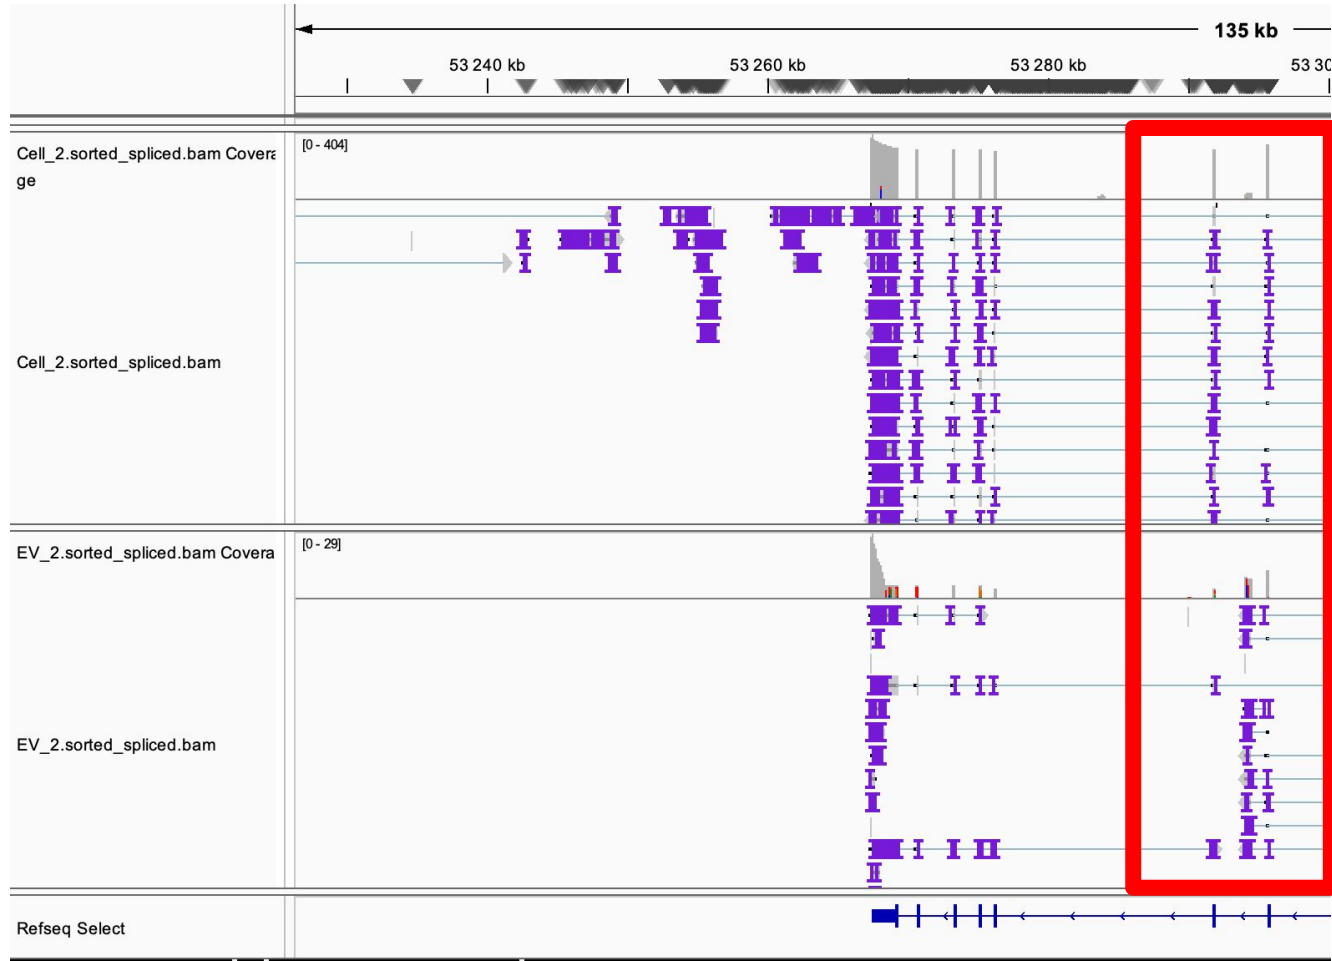 135 kb
53 240 kb 53 260 kb 53 280 kb 53 30
Cell_2.sorted_spliced.bam Covera
ge
[0 - 404]
Cell_2.sorted_spliced.bam
EV_2.sorted_spliced.bam Covera
[0 - 29]
EV_2.sorted_spliced.bam
Refseq Select